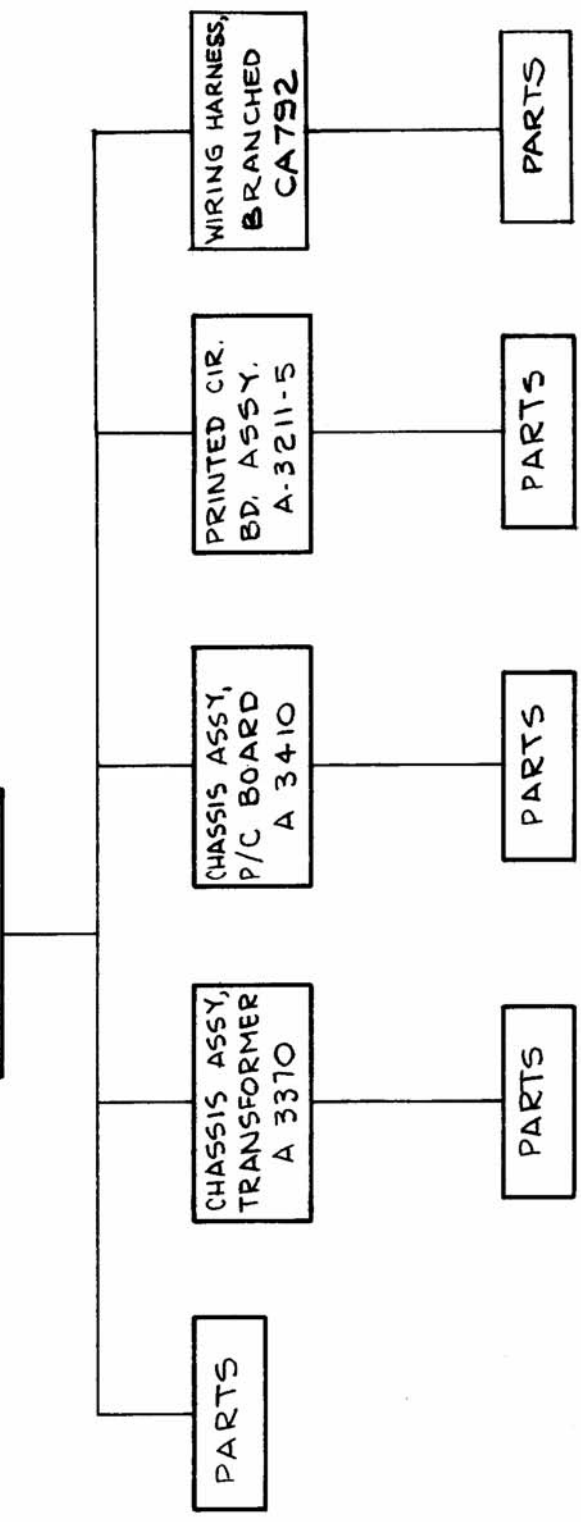 PARTS
CHASSIS ASSY,
TRANSFORMER
A 3370
PARTS
CHASSIS ASSY,
P/C BOARD
A 3410
PARTS
PRINTED CIR.
BD. ASSY.
A-3211-5
PARTS
WIRING HARNESS,
BRANCHED
CA792
PARTS